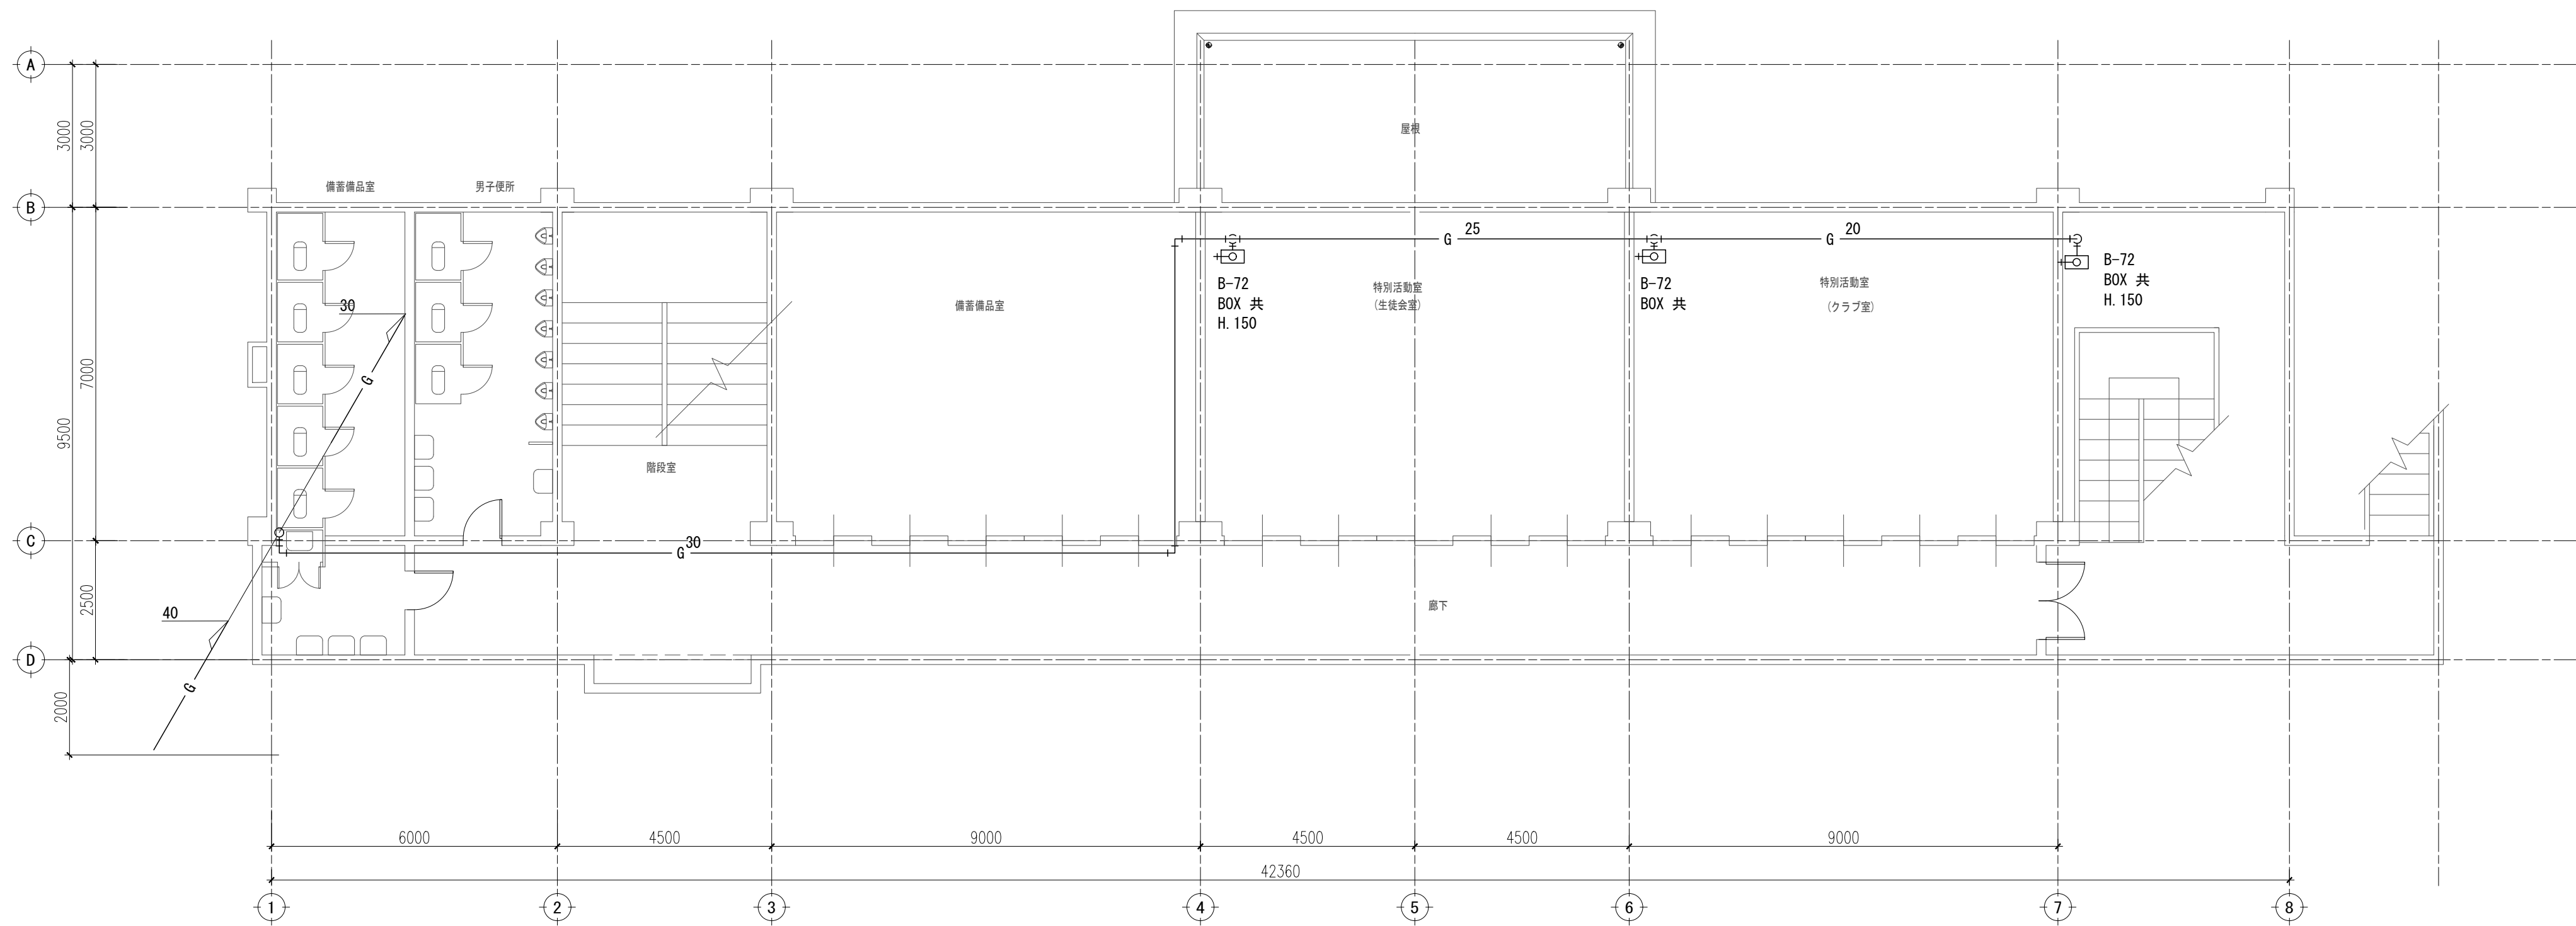 A
3000
3000
屋根
備蓄備品室
男子便所
B
25
G
20
G
B-72
BOX 共
H.150
B-72
BOX 共
H.150
B-72
BOX 共
特別活動室
(生徒会室)
特別活動室
(クラブ室)
備蓄備品室
30
G
7000
9500
階段室
C
30
G
2500
40
廊下
D
G
2000
6000
4500
9000
4500
4500
9000
42360
1
2
3
4
5
6
7
8